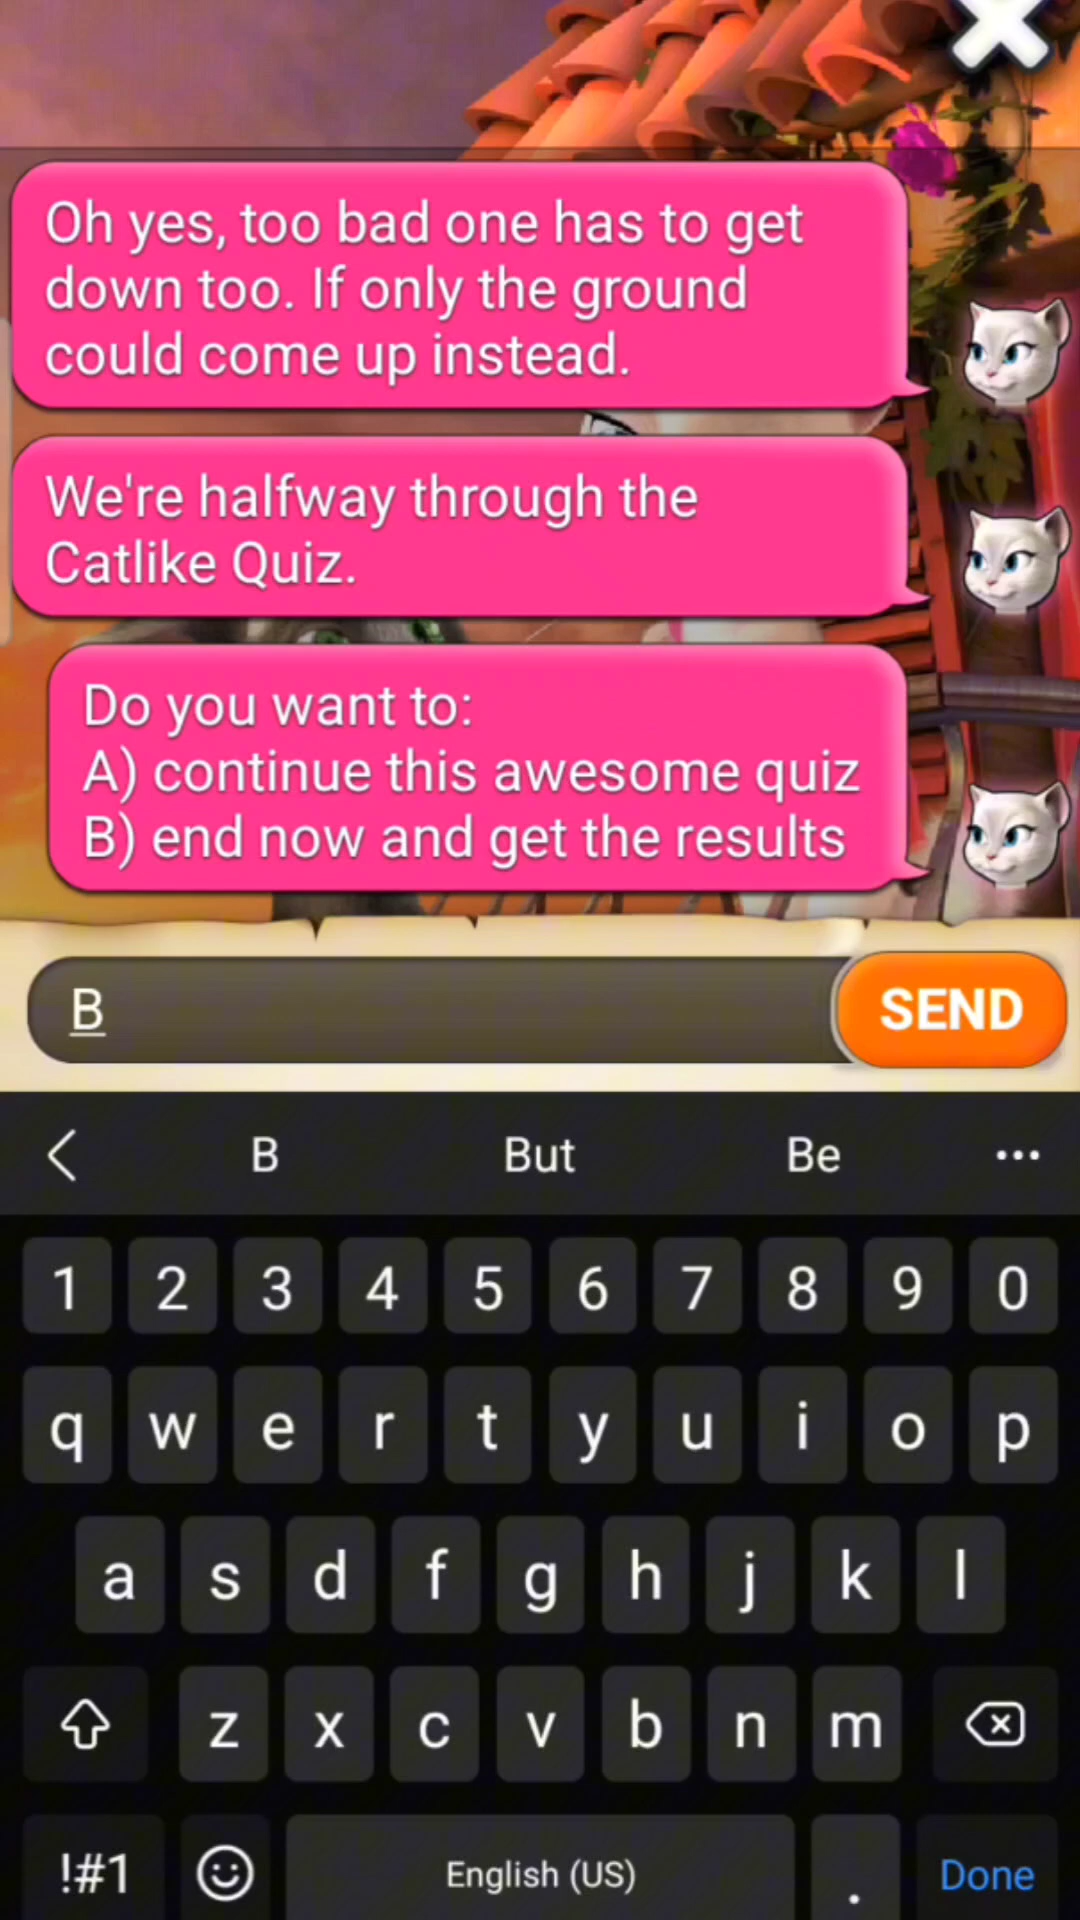 Oh yes, too bad one has to get
down too. If only the ground
could come up instead.
We're halfway through the
Catlike Quiz.
Do you want to:
A) continue this awesome quiz
B) end now and get the results
B
SEND
B But Be
1 2 3 4 5 6 7 8 9 0
q w e r t y u i o p
a s d f g h j k l
z x c v b n m
!#1 English (US) . Done